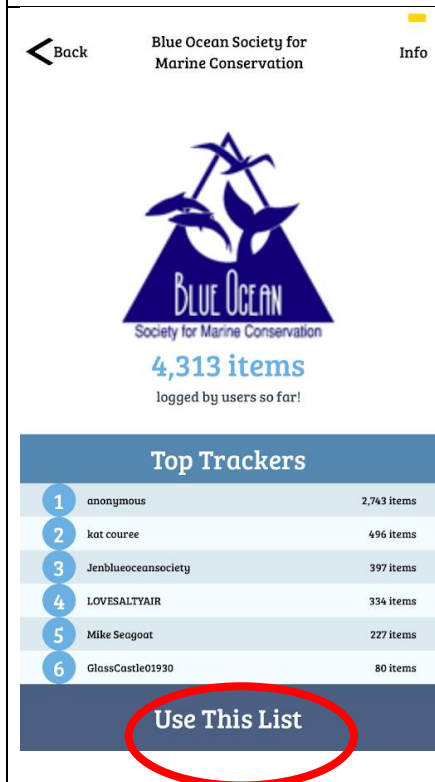 Back
Blue Ocean Society for
Marine Conservation
Info
BLUE OCEAN
Society for Marine Conservation
4,313 items
logged by users so far!
Top Trackers
1 anonymous 2,743 items
2 kat couree 496 items
3 Jenblueoceansociety 397 items
4 LOVESALTYAIR 334 items
5 Mike Seagoat 227 items
6 GlassCastle01930 80 items
Use This List